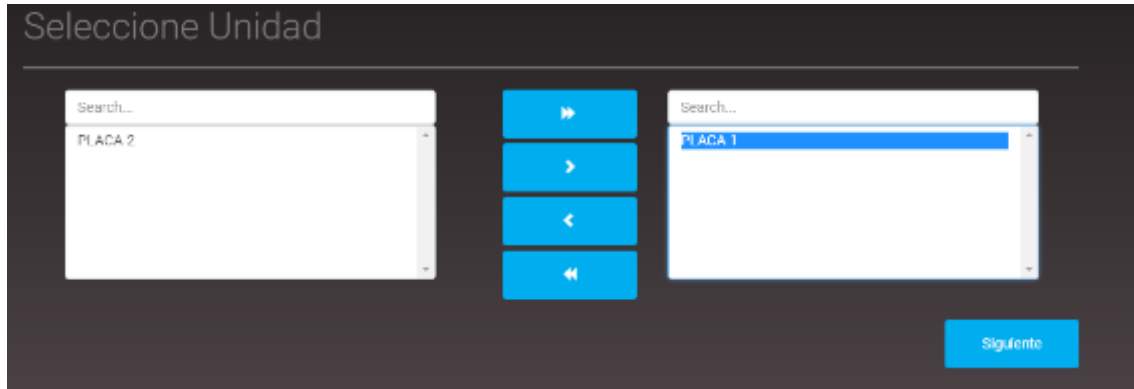 Seleccione Unidad
Search...
PLACA 2
Search...
PLACA 1
Siguiente